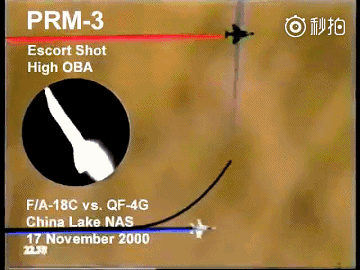 PRM-3
秒拍
Escort Shot
High OBA
F/A-18C vs. QF-4G
China Lake NAS
17 November 2000